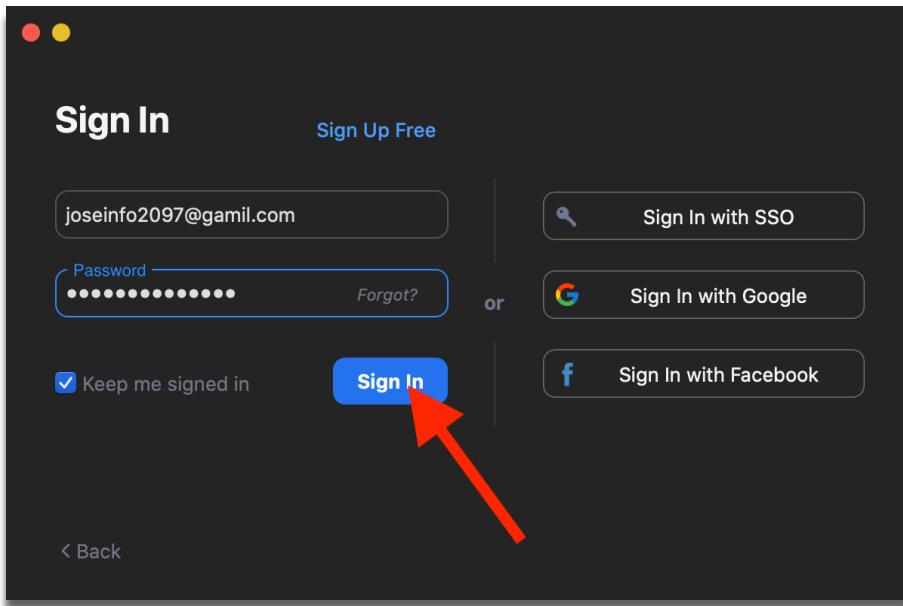 Sign In
Sign Up Free
joseinfo2097@gamil.com
Password
●●●●●●●●●●●●●●
Forgot?
Keep me signed in
Sign In
or
Sign In with SSO
Sign In with Google
Sign In with Facebook
< Back